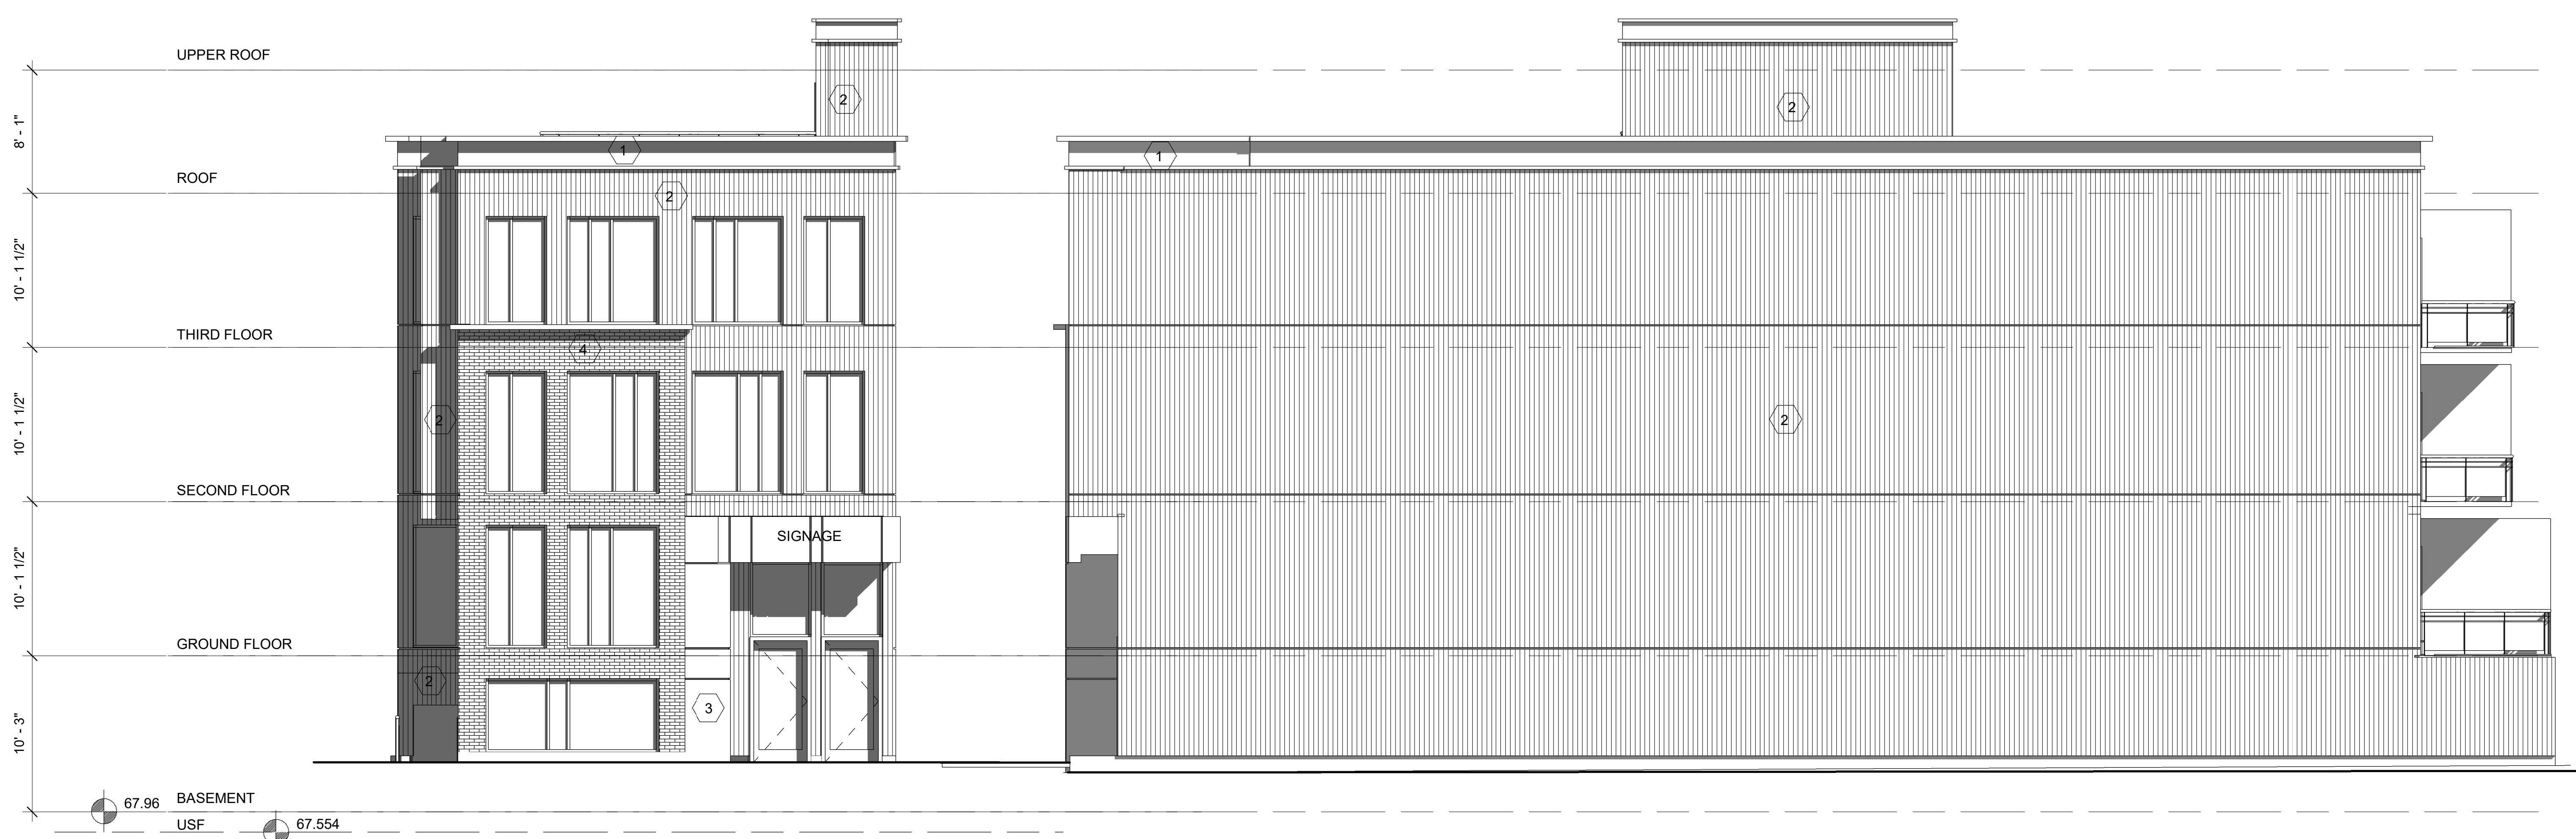 UPPER ROOF
2
2
8' - 1"
1
1
ROOF
2
10' - 1 1/2"
THIRD FLOOR
4
10' - 1 1/2"
2
2
SECOND FLOOR
SIGNAGE
10' - 1 1/2"
GROUND FLOOR
2
3
10' - 3"
67.96 BASEMENT
USF 67.554